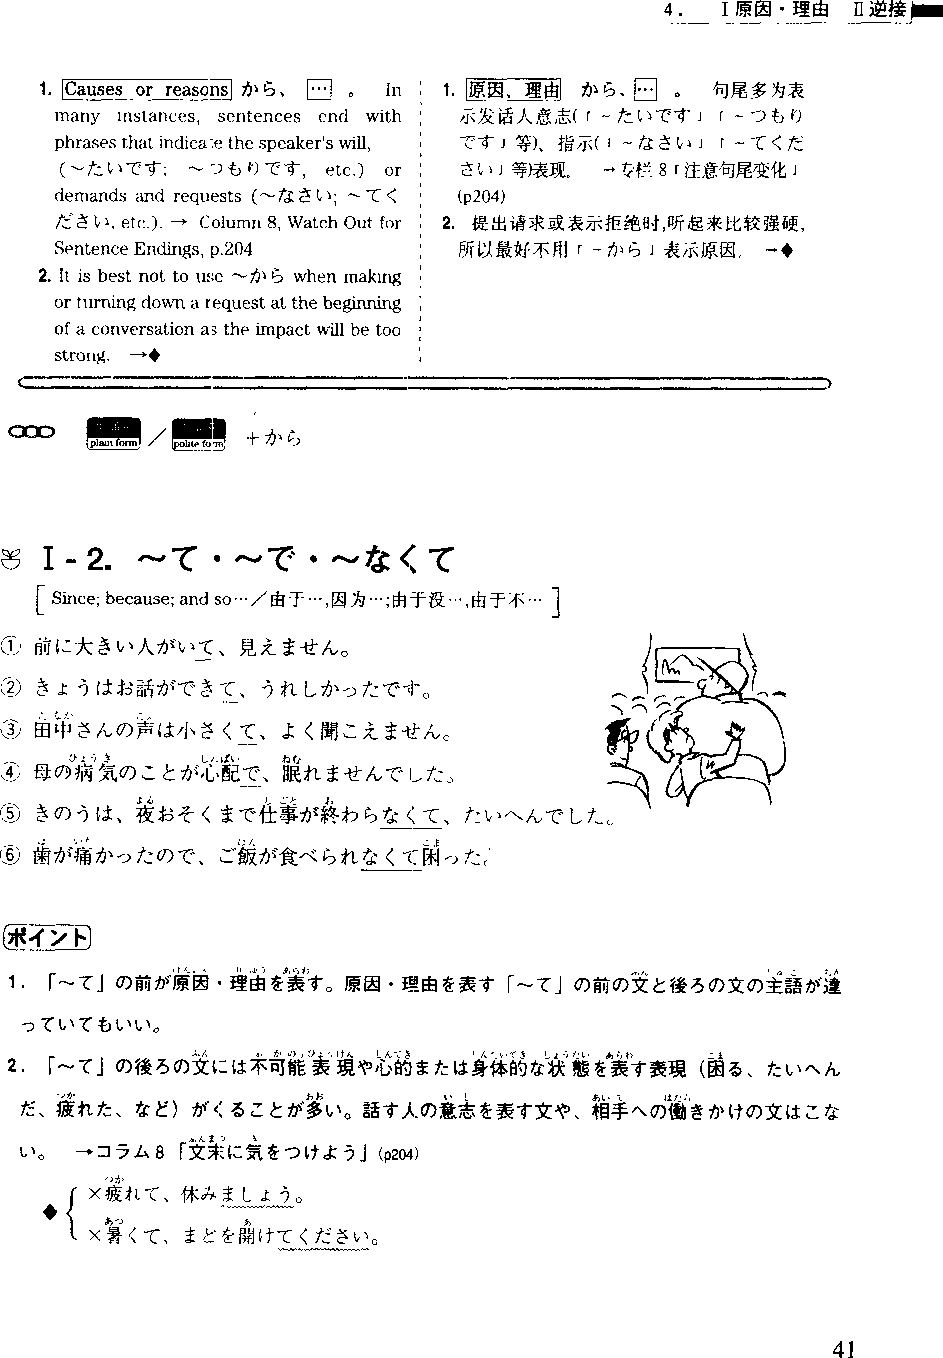 4． Ⅰ原因・理由 Ⅱ逆接
1. Causes or reasons から、 … 。 In
many instances, sentences end with
phrases that indicate the speaker's will,
(～たいです; ～つもりです, etc.) or
demands and requests (～なさい; ～てく
ださい, etc.). → Column 8, Watch Out for
Sentence Endings, p.204
2. It is best not to use ～から when making
or turning down a request at the beginning
of a conversation as the impact will be too
strong. →◆
1. 原因、理由 から、… 。 句尾多为表
示发话人意志(「～たいです」「～つもり
です」等)、指示(「～なさい」「～てくだ
さい」等)表现。 →专栏 8「注意句尾变化」
(p204)
2. 提出请求或表示拒绝时,听起来比较强硬,
所以最好不用「～から」表示原因。 →◆
plain form／polite form ＋から
Ⅰ-2. ～て・～で・～なくて
[ Since; because; and so…／由于…,因为…;由于没…,由于不… ]
① 前に大きい人がいて、見えません。
② きょうはお話ができて、うれしかったです。
③ 田中さんの声は小さくて、よく聞こえません。
④ 母の病気のことが心配で、眠れませんでした。
⑤ きのうは、夜おそくまで仕事が終わらなくて、たいへんでした。
⑥ 歯が痛かったので、ご飯が食べられなくて困った。
ポイント
1. 「～て」の前が原因・理由を表す。原因・理由を表す「～て」の前の文と後ろの文の主語が違
っていてもいい。
2. 「～て」の後ろの文には不可能表現や心的または身体的な状態を表す表現（困る、たいへん
だ、疲れた、など）がくることが多い。話す人の意志を表す文や、相手への働きかけの文はこな
い。 →コラム8「文末に気をつけよう」(p204)
◆ ×疲れて、休みましょう。
×暑くて、まどを開けてください。
41